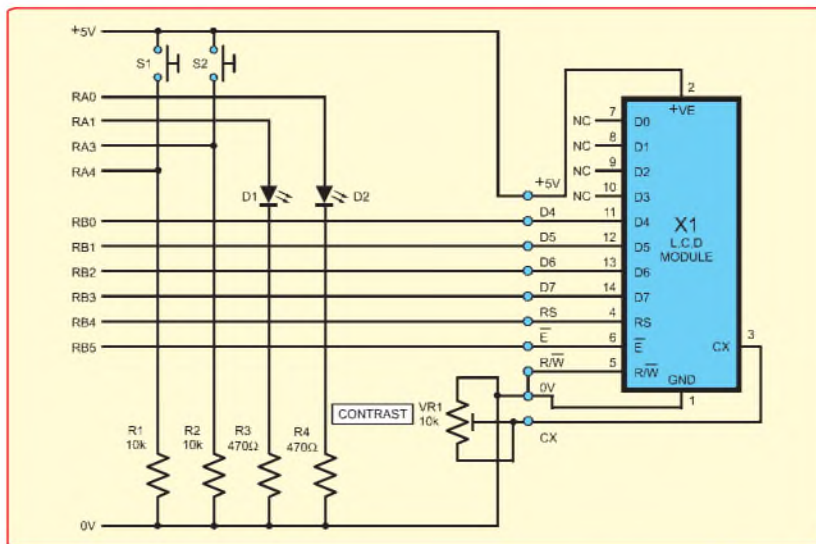 +5V
S1
S2
RA0
RA1
RA3
RA4
D1
D2
RB0
RB1
RB2
RB3
RB4
RB5
+5V
D4
D5
D6
D7
RS
E̅
R/W̅
0V
CX
NC 7 D0
NC 8 D1
NC 9 D2
NC 10 D3
11 D4
12 D5
13 D6
14 D7
4 RS
6 E̅
5 R/W̅
2
+VE
X1
L.C.D
MODULE
CX
3
GND
1
CONTRAST
VR1
10k
R1
10k
R2
10k
R3
470Ω
R4
470Ω
0V